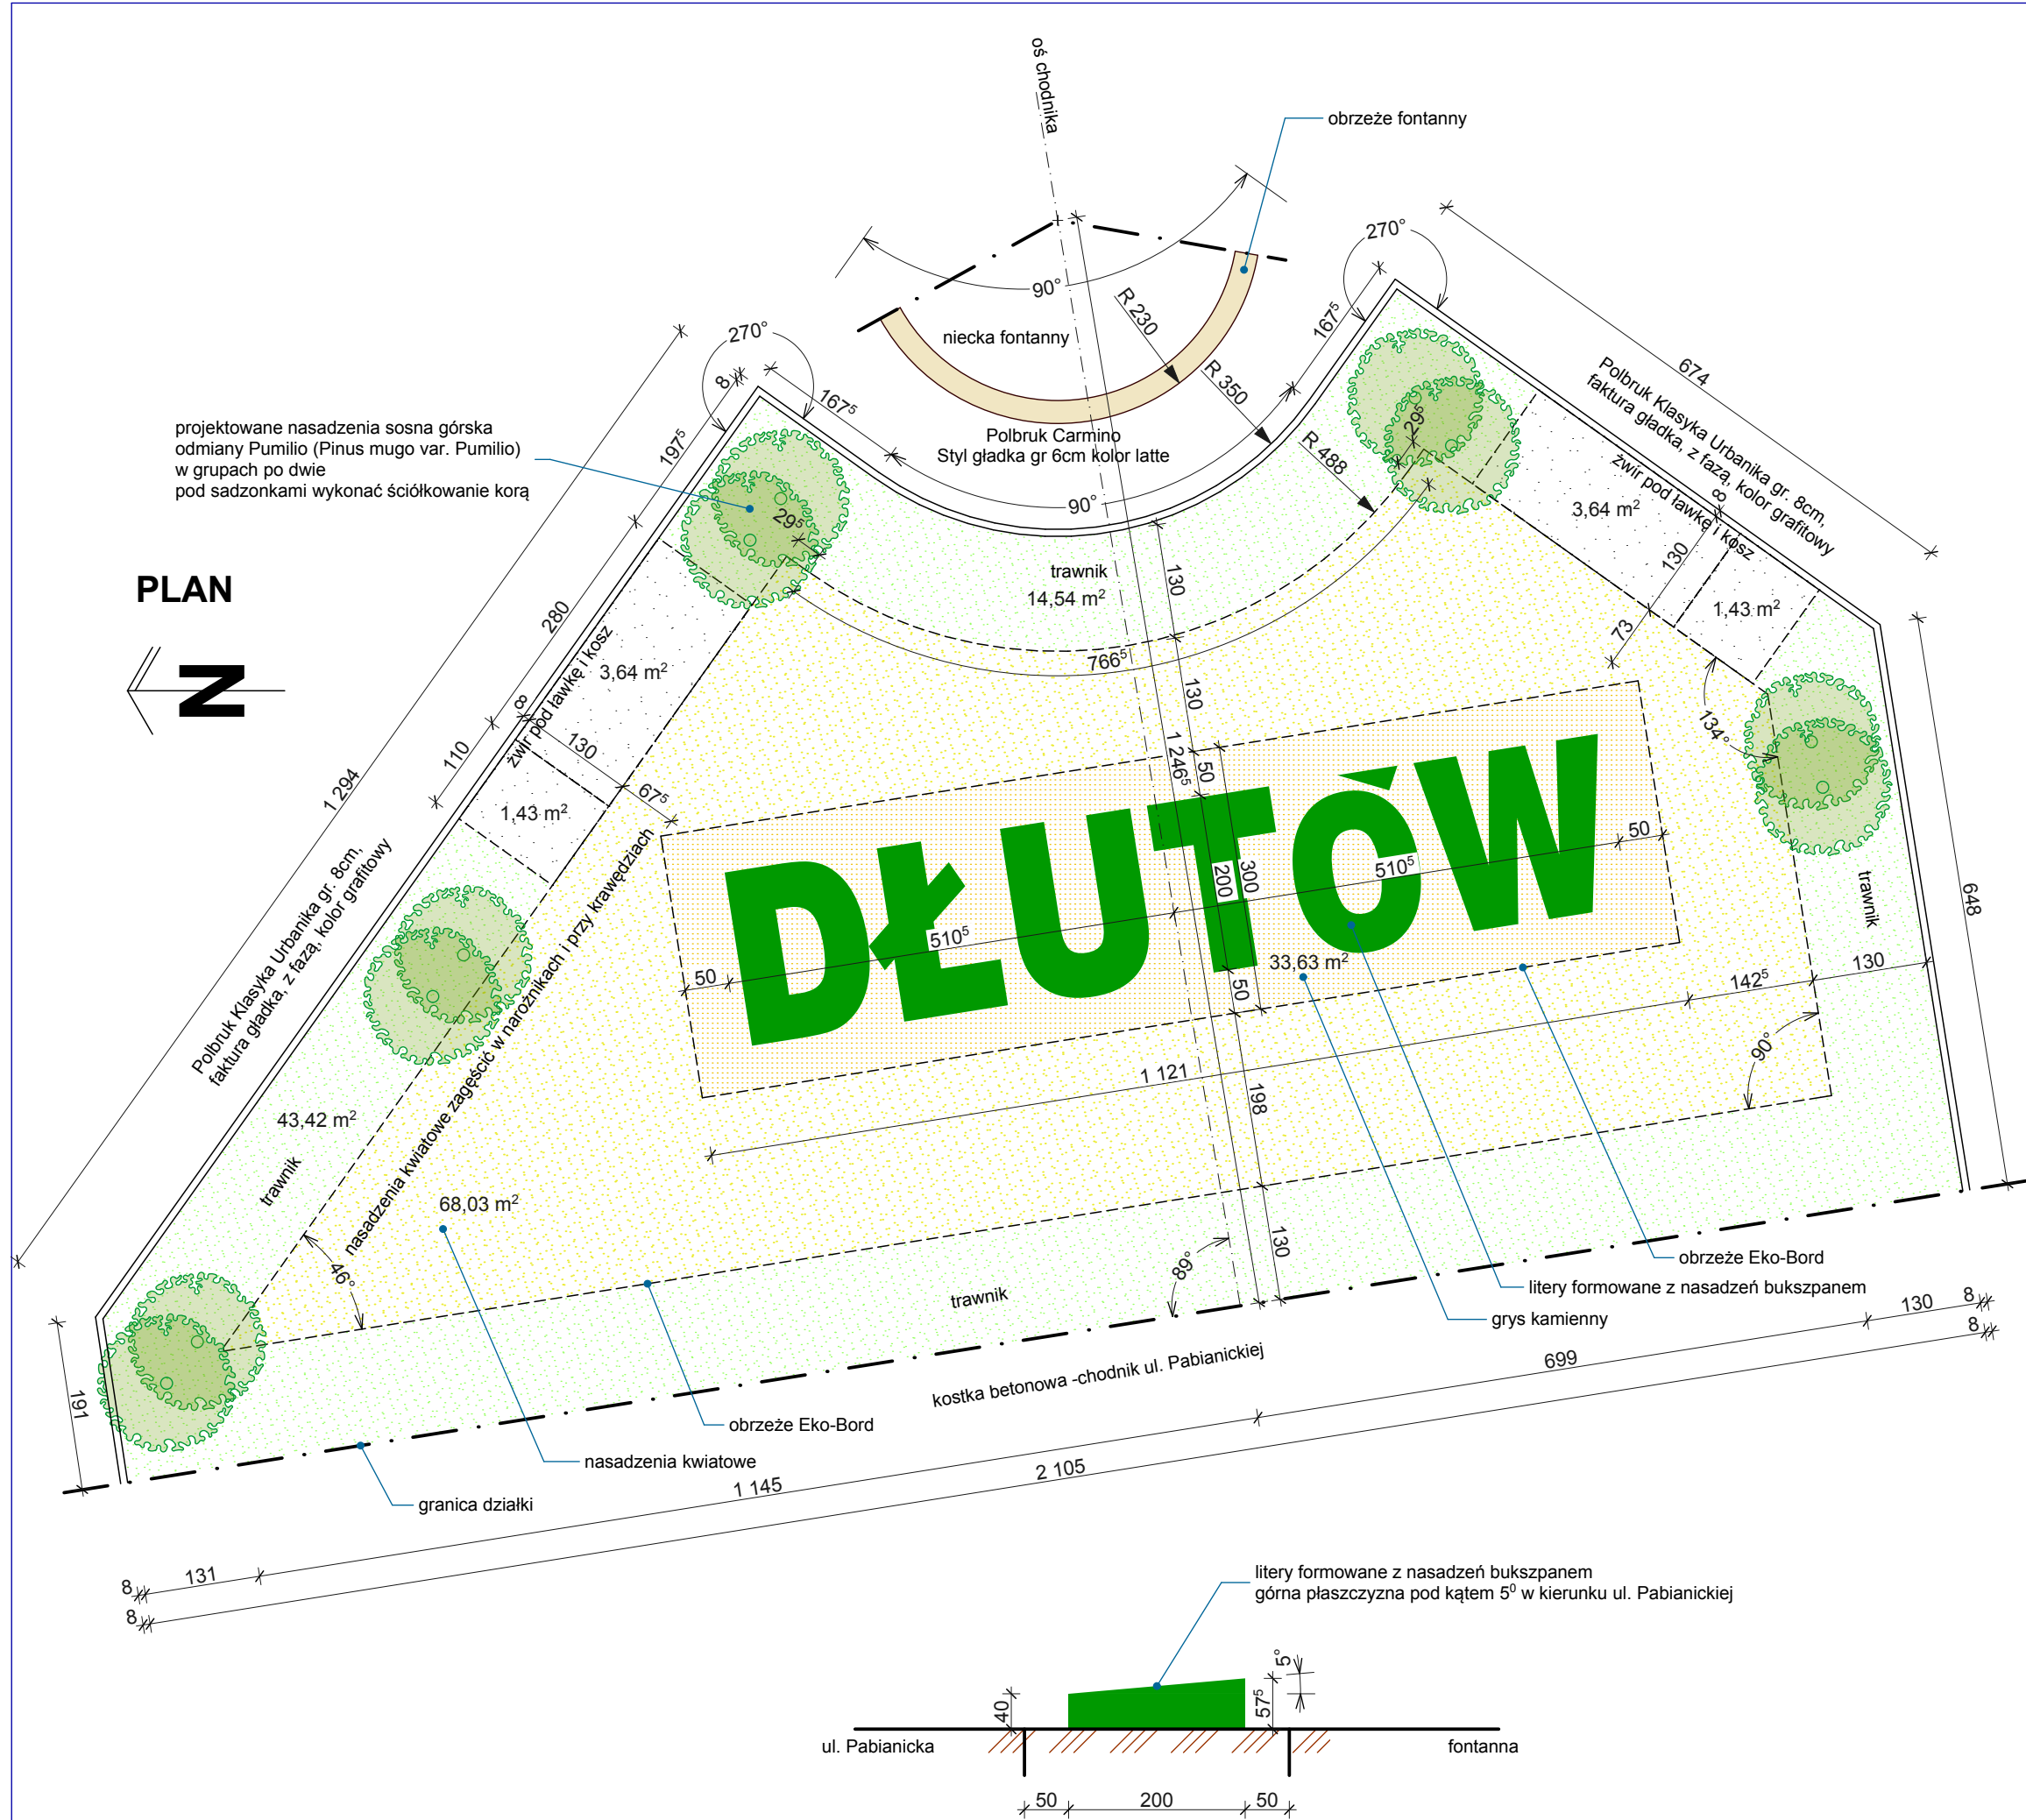 oś chodnika
obrzeże fontanny
270°
90°
R 230
niecka fontanny
167⁵
R 350
270°
674
Polbruk Klasyka Urbanika gr. 8cm,
faktura gładka, z fazą, kolor grafitowy
8
167⁵
197⁵
projektowane nasadzenia sosna górska
odmiany Pumilio (Pinus mugo var. Pumilio)
w grupach po dwie
pod sadzonkami wykonać ściółkowanie korą
Polbruk Carmino
Styl gładka gr 6cm kolor latte
R 488
29⁵
90°
29⁵
żwir pod ławkę i kosz
3,64 m²
8
130
1,43 m²
73
134°
PLAN
N
280
trawnik
14,54 m²
130
766⁵
130
3,64 m²
żwir pod ławkę i kosz
8
110
130
67⁵
1,43 m²
1 294
1 246⁵
50
DŁUTÓW
50
510⁵
300
200
510⁵
50
33,63 m²
50
trawnik
648
142⁵
130
Polbruk Klasyka Urbanika gr. 8cm,
faktura gładka, z fazą, kolor grafitowy
nasadzenia kwiatowe zagęścić w narożnikach i przy krawędziach
43,42 m²
trawnik
1 121
198
90°
68,03 m²
46°
89°
130
trawnik
obrzeże Eko-Bord
litery formowane z nasadzeń bukszpanem
grys kamienny
130
8
8
699
kostka betonowa -chodnik ul. Pabianickiej
191
obrzeże Eko-Bord
nasadzenia kwiatowe
granica działki
1 145
2 105
8
131
8
litery formowane z nasadzeń bukszpanem
górna płaszczyzna pod kątem 5⁰ w kierunku ul. Pabianickiej
40
57⁵
5°
ul. Pabianicka
fontanna
50
200
50